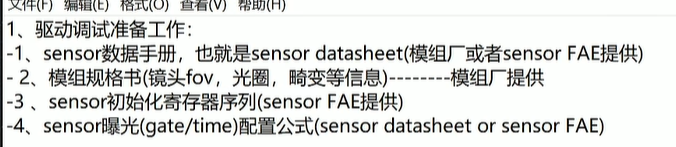 文件(F) 编辑(E) 格式(O) 查看(V) 帮助(H)
1、驱动调试准备工作：
-1、sensor数据手册，也就是sensor datasheet(模组厂或者sensor FAE提供)
- 2、模组规格书(镜头fov，光圈，畸变等信息)--------模组厂提供
-3 、sensor初始化寄存器序列(sensor FAE提供)
-4、sensor曝光(gate/time)配置公式(sensor datasheet or sensor FAE)